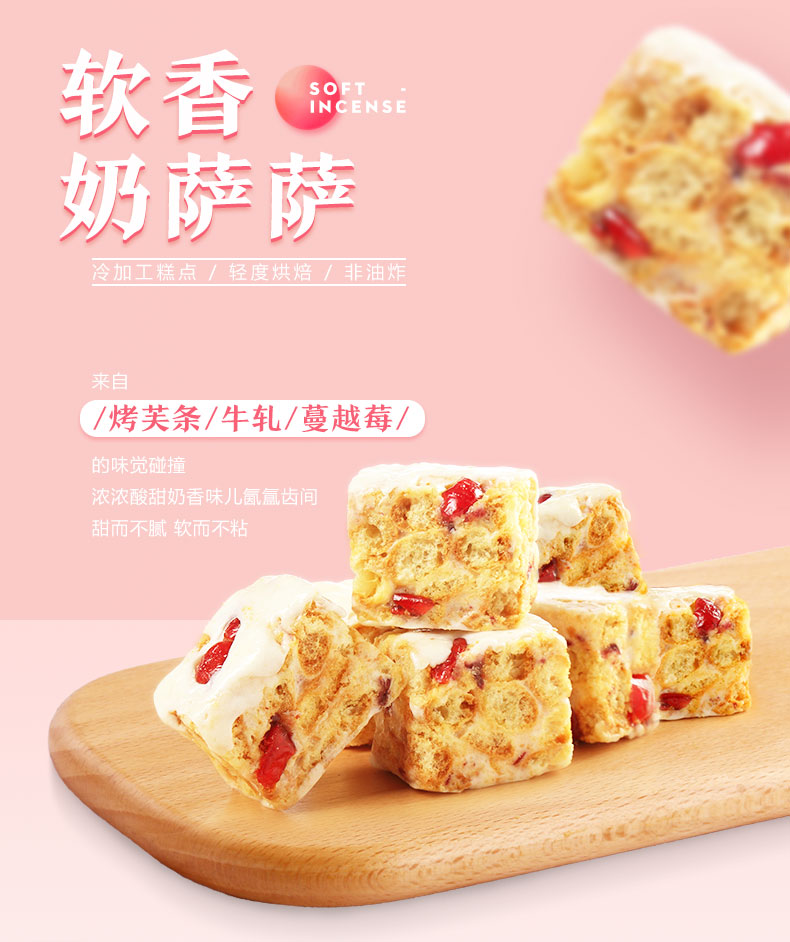 软香
SOFT -
INCENSE
奶萨萨
冷加工糕点 / 轻度烘焙 / 非油炸
来自
/烤芙条/牛轧/蔓越莓/
的味觉碰撞
浓浓酸甜奶香味儿氤氲齿间
甜而不腻 软而不粘